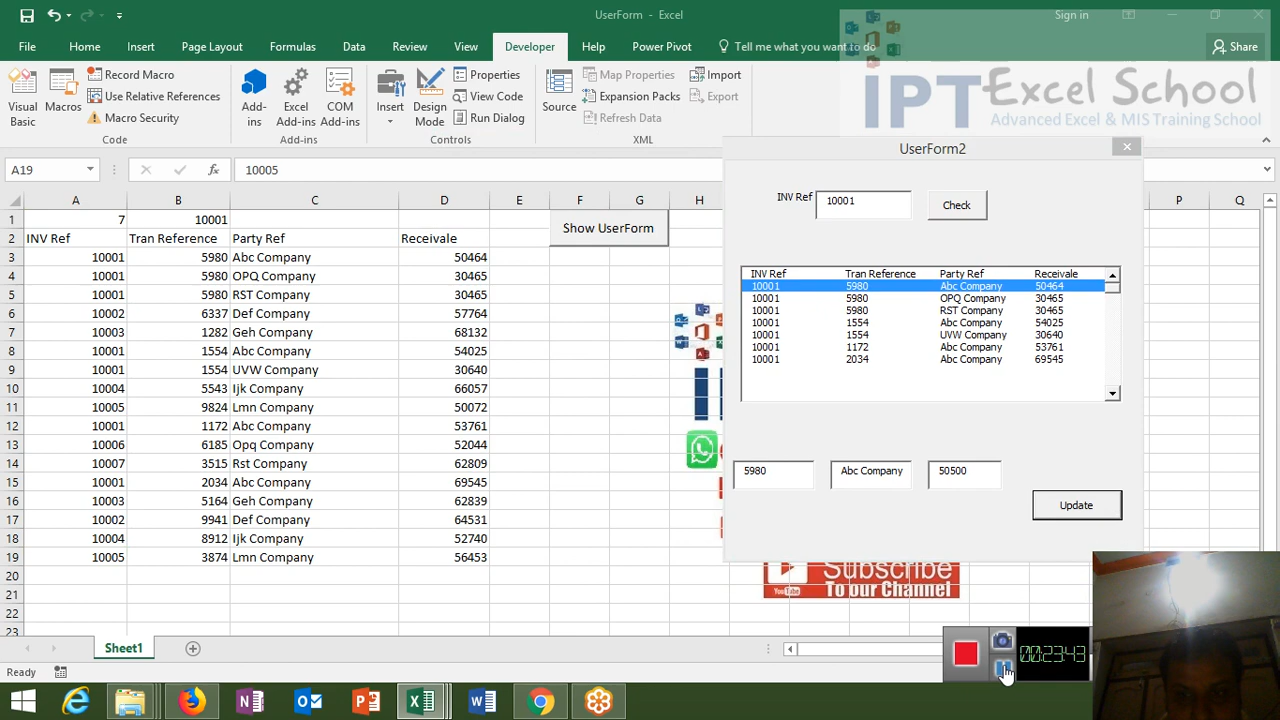 UserForm - Excel
Sign in
File Home Insert Page Layout Formulas Data Review View Developer Help Power Pivot Tell me what you want to do Share
Visual Basic
Macros
Record Macro
Use Relative References
Macro Security
Code
Add-ins
Excel Add-ins
COM Add-ins
Add-ins
Insert
Design Mode
Properties
View Code
Run Dialog
Controls
Source
Map Properties
Expansion Packs
Refresh Data
Import
Export
XML
IPT Excel School
Advanced Excel & MIS Training School
A19 fx 10005
A B C D E F G H P Q
1 7 10001
2 INV Ref Tran Reference Party Ref Receivale
3 10001 5980 Abc Company 50464
4 10001 5980 OPQ Company 30465
5 10001 5980 RST Company 30465
6 10002 6337 Def Company 57764
7 10003 1282 Geh Company 68132
8 10001 1554 Abc Company 54025
9 10001 1554 UVW Company 30640
10 10004 5543 Ijk Company 66057
11 10005 9824 Lmn Company 50072
12 10001 1172 Abc Company 53761
13 10006 6185 Opq Company 52044
14 10007 3515 Rst Company 62809
15 10001 2034 Abc Company 69545
16 10003 5164 Geh Company 62839
17 10002 9941 Def Company 64531
18 10004 8912 Ijk Company 52740
19 10005 3874 Lmn Company 56453
20
21
22
23
Show UserForm
UserForm2
INV Ref 10001 Check
INV Ref Tran Reference Party Ref Receivale
10001 5980 Abc Company 50464
10001 5980 OPQ Company 30465
10001 5980 RST Company 30465
10001 1554 Abc Company 54025
10001 1554 UVW Company 30640
10001 1172 Abc Company 53761
10001 2034 Abc Company 69545
5980 Abc Company 50500
Update
Subscribe
YouTube To our Channel
Sheet1
Ready
00:23:43